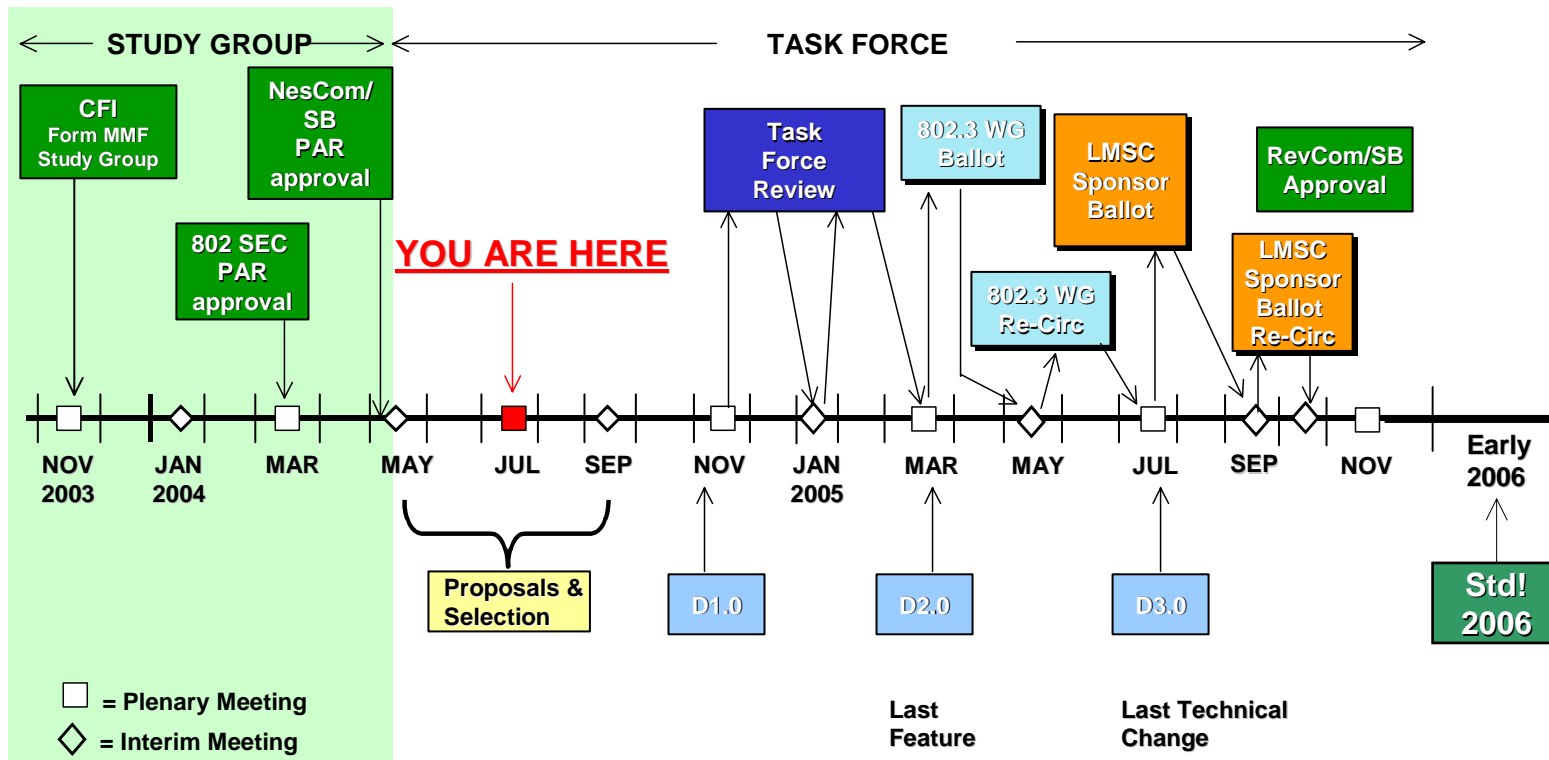 STUDY GROUP
TASK FORCE
CFI
Form MMF
Study Group
NesCom/
SB
PAR
approval
802 SEC
PAR
approval
YOU ARE HERE
Task
Force
Review
802.3 WG
Ballot
802.3 WG
Re-Circ
LMSC
Sponsor
Ballot
RevCom/SB
Approval
LMSC
Sponsor
Ballot
Re-Circ
NOV
2003
JAN
2004
MAR
MAY
JUL
SEP
NOV
JAN
2005
MAR
MAY
JUL
SEP
NOV
Early
2006
Proposals &
Selection
D1.0
D2.0
D3.0
Std!
2006
= Plenary Meeting
= Interim Meeting
Last
Feature
Last Technical
Change